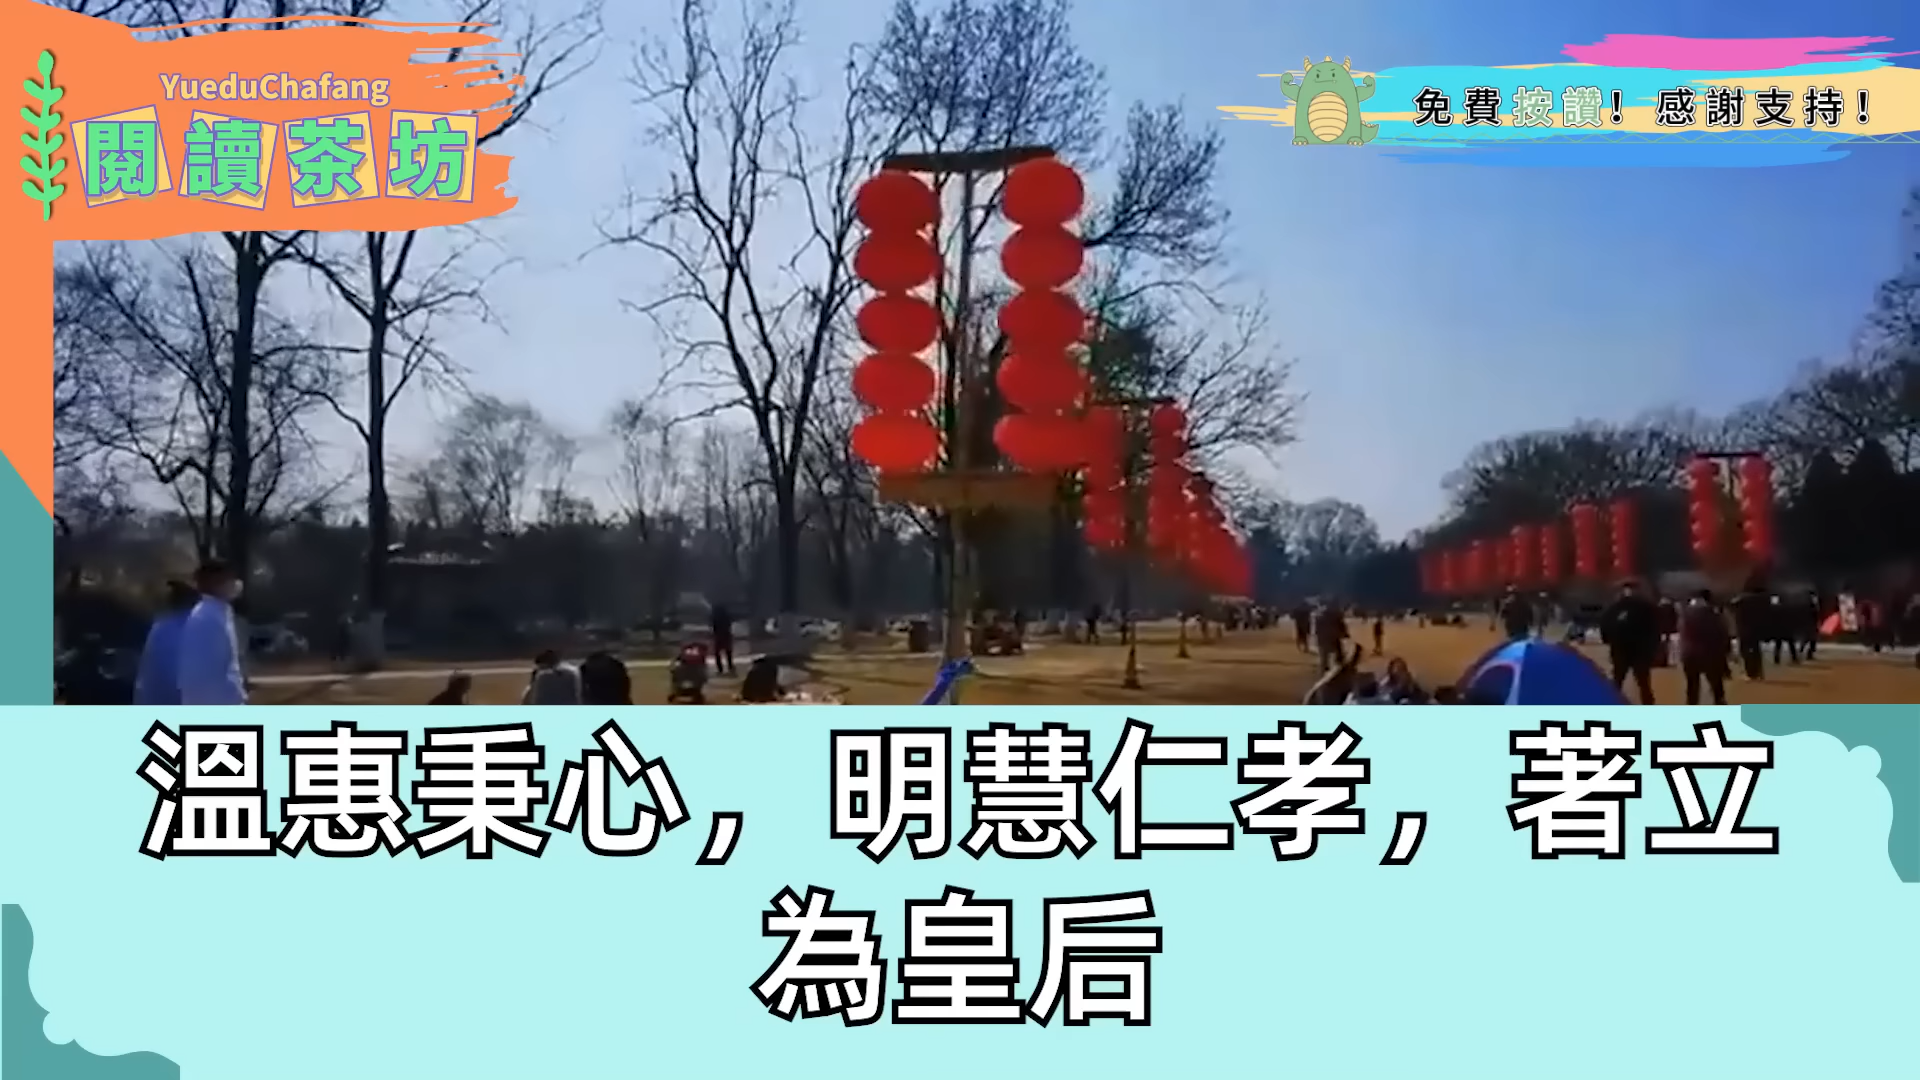 YueduChafang
閱讀茶坊
免費按讚！感謝支持！
溫惠秉心，明慧仁孝，著立
為皇后